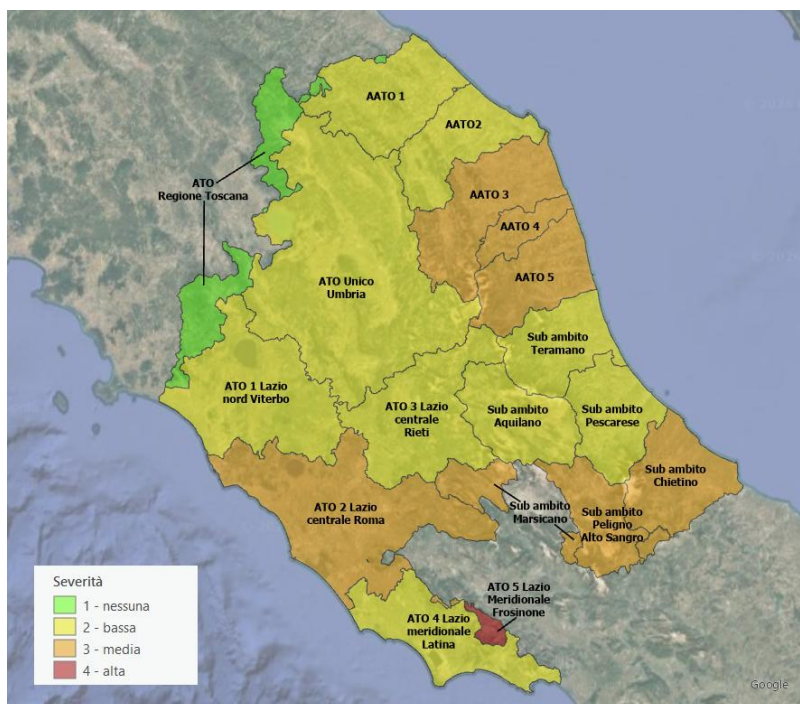 AATO 1
AATO2
ATO
Regione Toscana
AATO 3
AATO 4
AATO 5
ATO Unico
Umbria
Sub ambito
Teramano
ATO 1 Lazio
nord Viterbo
ATO 3 Lazio
centrale
Rieti
Sub ambito
Aquilano
Sub ambito
Pescarese
Sub ambito
Chietino
ATO 2 Lazio
centrale Roma
Sub ambito
Marsicano
Sub ambito
Peligno
Alto Sangro
ATO 5 Lazio
Meridionale
Frosinone
ATO 4 Lazio
meridionale
Latina
Severità
1 - nessuna
2 - bassa
3 - media
4 - alta
Google